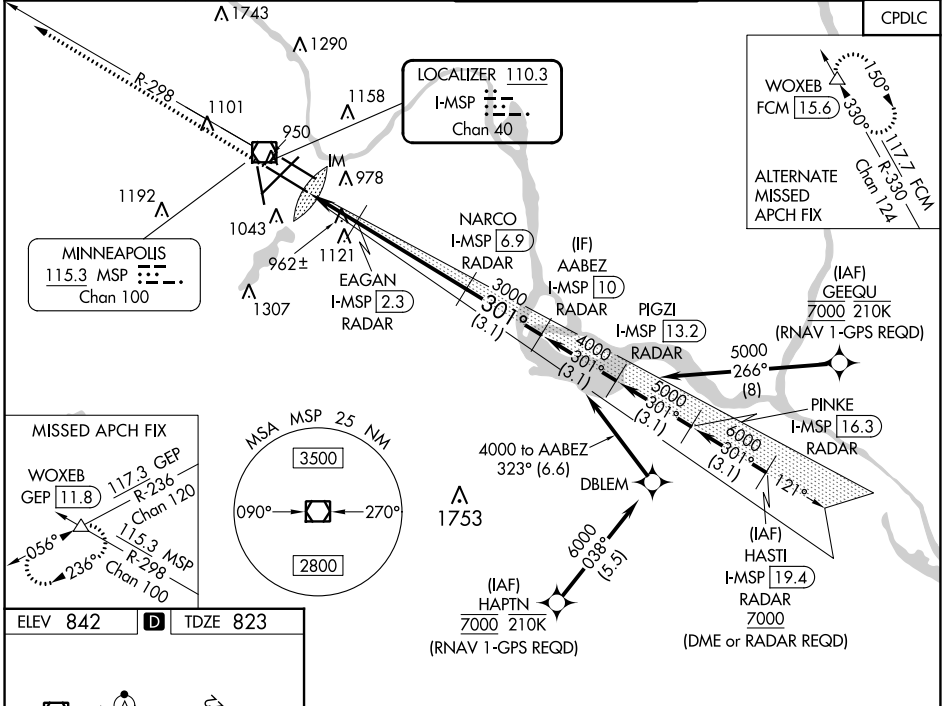 1743
1290
CPDLC
R-298
1101
1158
950
LOCALIZER 110.3
I-MSP
Chan 40
WOXEB
FCM 15.6
150°
330°
117.7 FCM
R-330
Chan 124
ALTERNATE
MISSED
APCH FIX
IM
978
1192
1043
962±
1121
1307
MINNEAPOLIS
115.3 MSP
Chan 100
EAGAN
I-MSP 2.3
RADAR
NARCO
I-MSP 6.9
RADAR
(IF)
AABEZ
I-MSP 10
RADAR
PIGZI
I-MSP 13.2
RADAR
(IAF)
GEEQU
7000 210K
(RNAV 1-GPS REQD)
3000
301°
(3.1)
4000
301°
(3.1)
5000
301°
(3.1)
6000
301°
(3.1)
121°
5000
266°
(8)
PINKE
I-MSP 16.3
RADAR
4000 to AABEZ
323° (6.6)
DBLEM
6000
038°
(5.5)
(IAF)
HAPTN
7000 210K
(RNAV 1-GPS REQD)
(IAF)
HASTI
I-MSP 19.4
RADAR
7000
(DME or RADAR REQD)
MISSED APCH FIX
WOXEB
GEP 11.8
117.3 GEP
R-236
Chan 120
056°
236°
115.3 MSP
R-298
Chan 100
MSA MSP 25 NM
3500
090°
270°
2800
1753
ELEV 842
D
TDZE 823
A